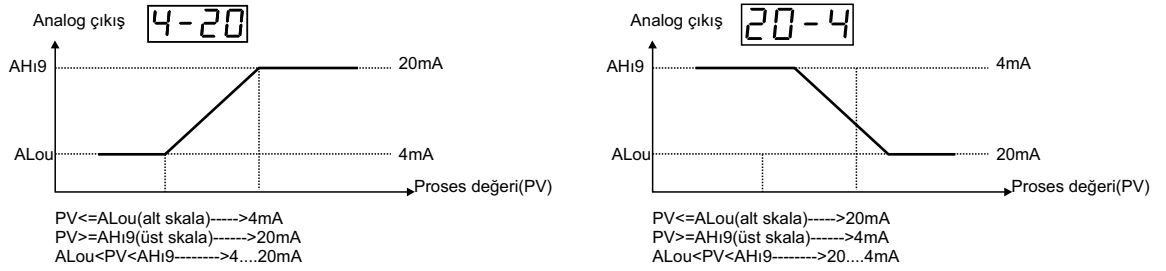 Analog çıkış
4-20
AHı9
20mA
ALou
4mA
Proses değeri(PV)
PV<=ALou(alt skala)----->4mA
PV>=AHı9(üst skala)------>20mA
ALou<PV<AHı9-------->4....20mA
Analog çıkış
20-4
AHı9
4mA
ALou
20mA
Proses değeri(PV)
PV<=ALou(alt skala)----->20mA
PV>=AHı9(üst skala)------>4mA
ALou<PV<AHı9-------->20....4mA